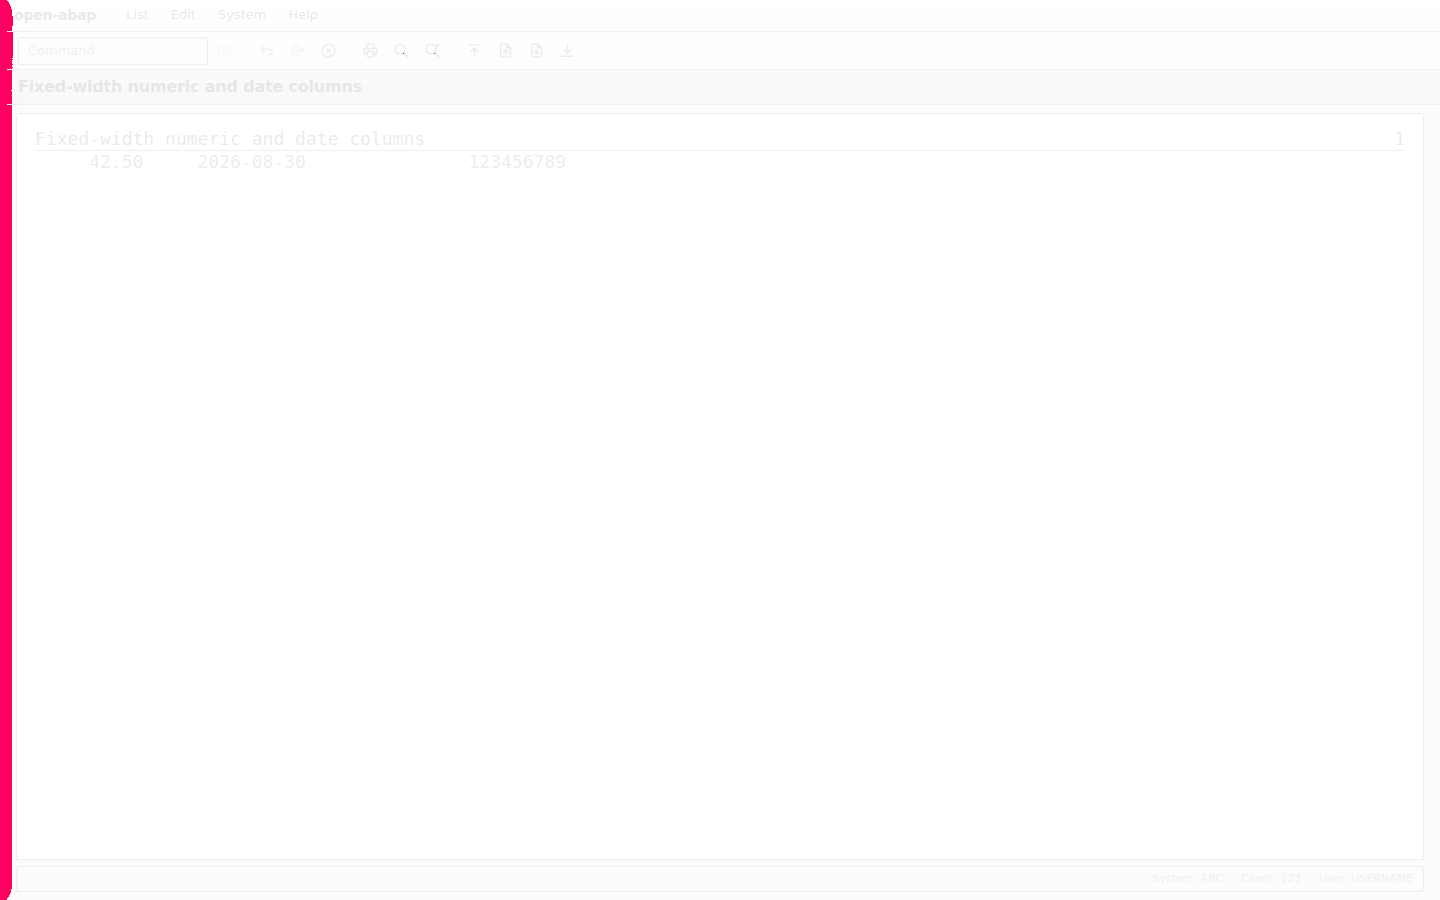 open-abap List Edit System Help
Command
Fixed-width numeric and date columns
Fixed-width numeric and date columns 1
42.50 2026-08-30 123456789
System: ABC Client: 123 User: USERNAME